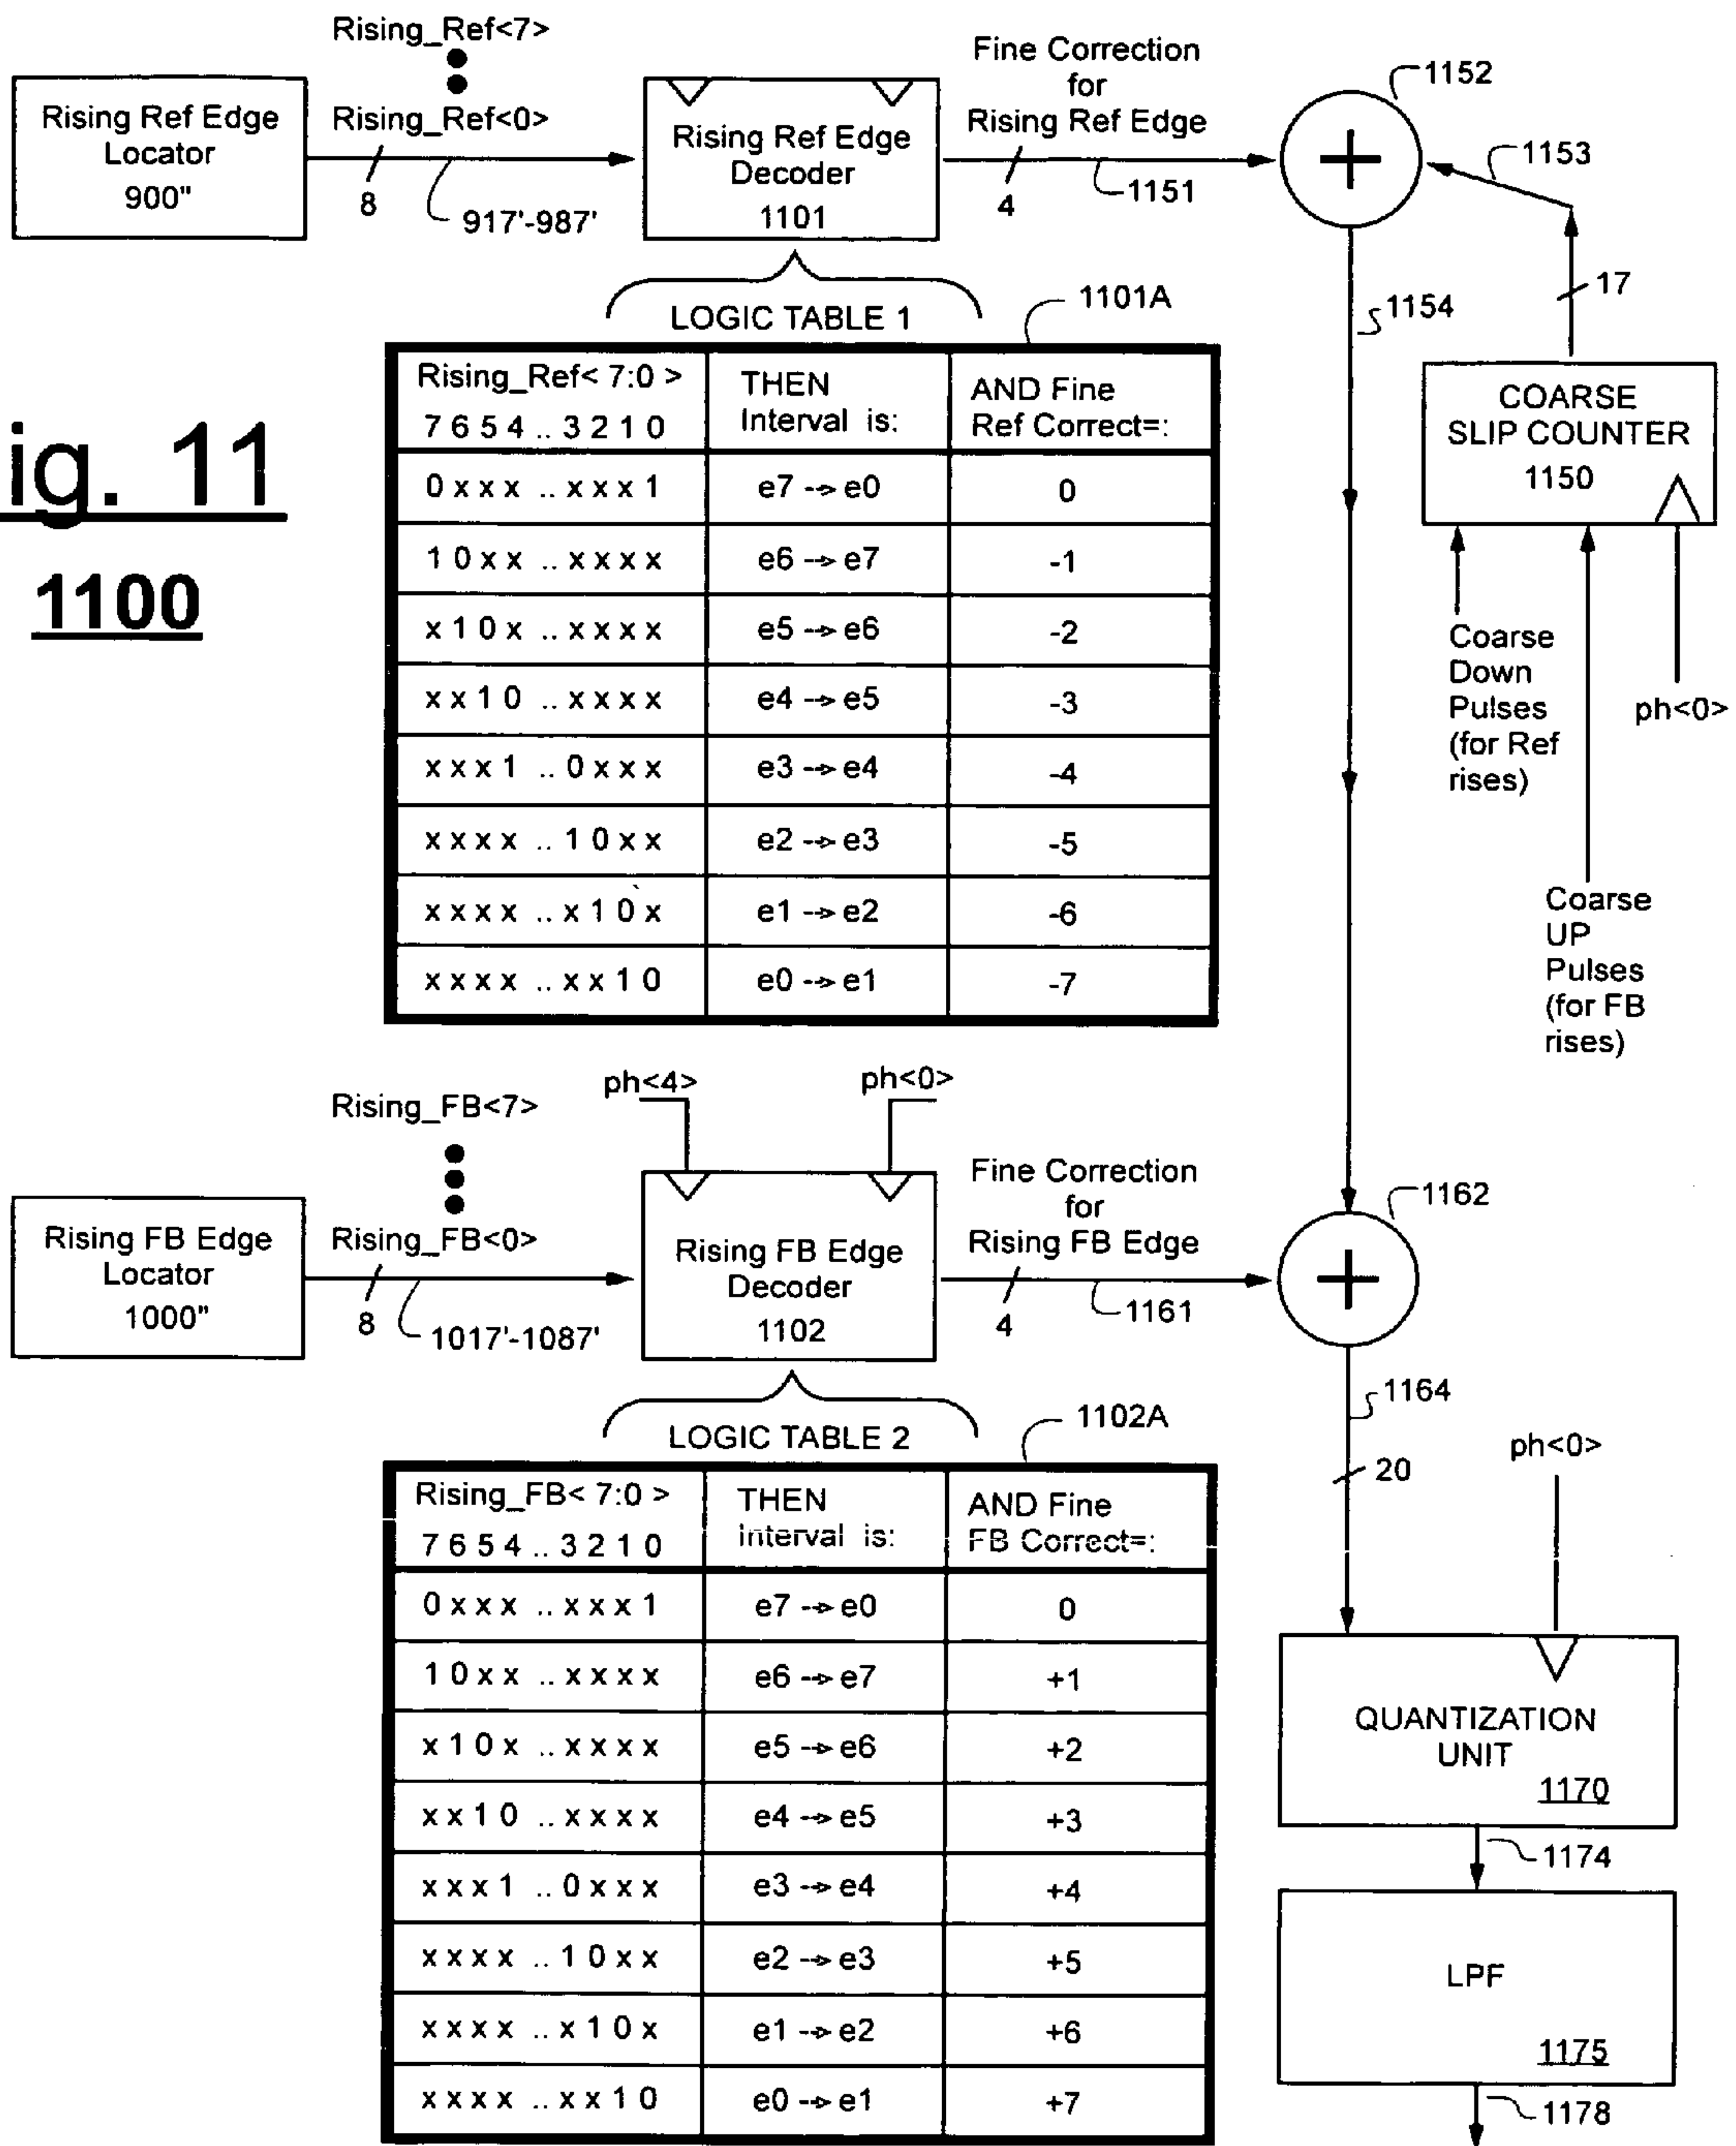 Rising_Ref<7>
Rising_Ref<0>
Rising Ref Edge
Locator
900"
8
917'-987'
Rising Ref Edge
Decoder
1101
Fine Correction
for
Rising Ref Edge
4
1151
+
1152
1153
17
1154
COARSE
SLIP COUNTER
1150
Coarse
Down
Pulses
(for Ref
rises)
ph<0>
Coarse
UP
Pulses
(for FB
rises)
ig. 11
1100
LOGIC TABLE 1
1101A
Rising_Ref< 7:0 >
7 6 5 4 .. 3 2 1 0
THEN
Interval is:
AND Fine
Ref Correct=:
0 x x x .. x x x 1 e7 -> e0 0
1 0 x x .. x x x x e6 -> e7 -1
x 1 0 x .. x x x x e5 -> e6 -2
x x 1 0 .. x x x x e4 -> e5 -3
x x x 1 .. 0 x x x e3 -> e4 -4
x x x x .. 1 0 x x e2 -> e3 -5
x x x x .. x 1 0 x e1 -> e2 -6
x x x x .. x x 1 0 e0 -> e1 -7
Rising_FB<7>
Rising_FB<0>
ph<4>
ph<0>
Rising FB Edge
Locator
1000"
8
1017'-1087'
Rising FB Edge
Decoder
1102
Fine Correction
for
Rising FB Edge
4
1161
+
1162
1164
20
ph<0>
LOGIC TABLE 2
1102A
Rising_FB< 7:0 >
7 6 5 4 .. 3 2 1 0
THEN
Interval is:
AND Fine
FB Correct=:
0 x x x .. x x x 1 e7 -> e0 0
1 0 x x .. x x x x e6 -> e7 +1
x 1 0 x .. x x x x e5 -> e6 +2
x x 1 0 .. x x x x e4 -> e5 +3
x x x 1 .. 0 x x x e3 -> e4 +4
x x x x .. 1 0 x x e2 -> e3 +5
x x x x .. x 1 0 x e1 -> e2 +6
x x x x .. x x 1 0 e0 -> e1 +7
QUANTIZATION
UNIT
1170
1174
LPF
1175
1178